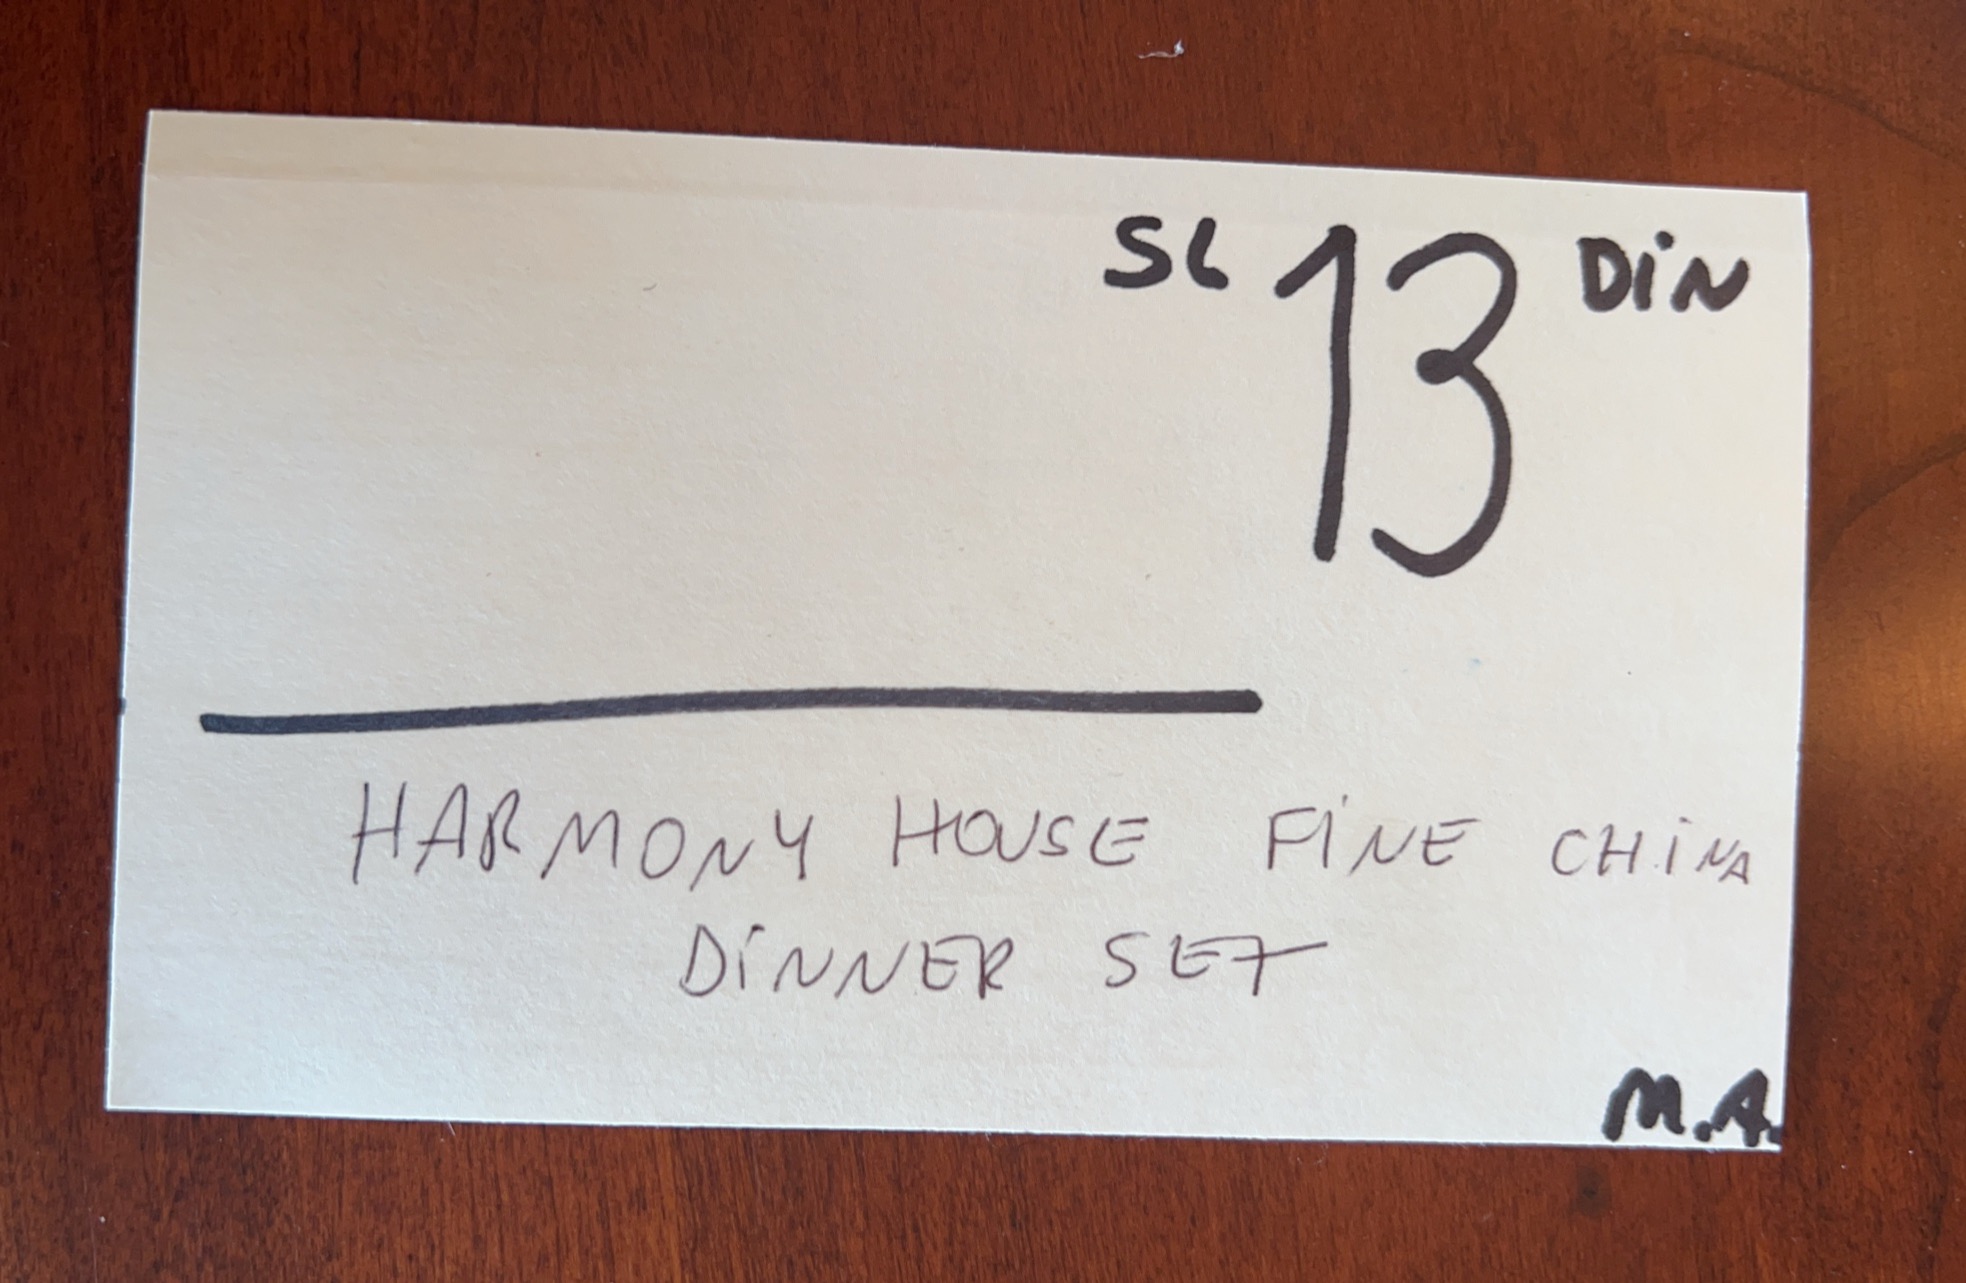 SL 13 DIN
HARMONY HOUSE FINE CHINA
DINNER SET
M.A.